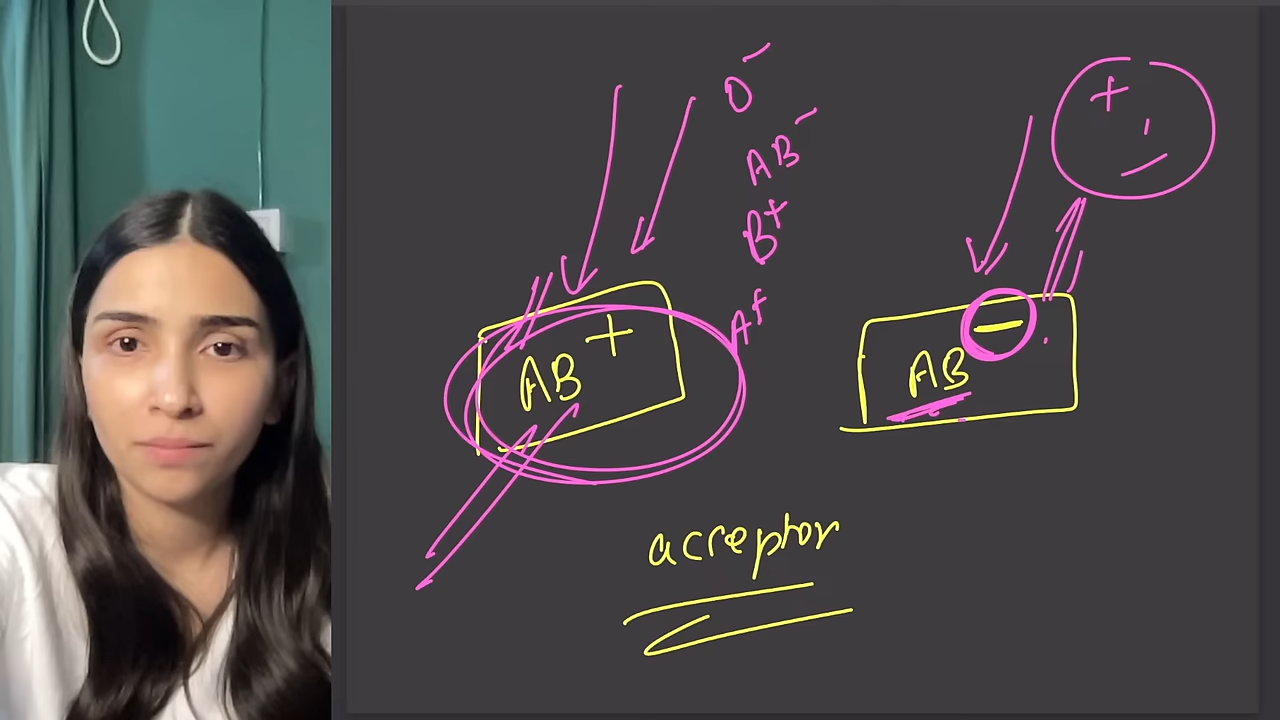 O⁻
AB⁻
B⁺
A⁺
AB⁺
+
-
AB⁻
acreptor